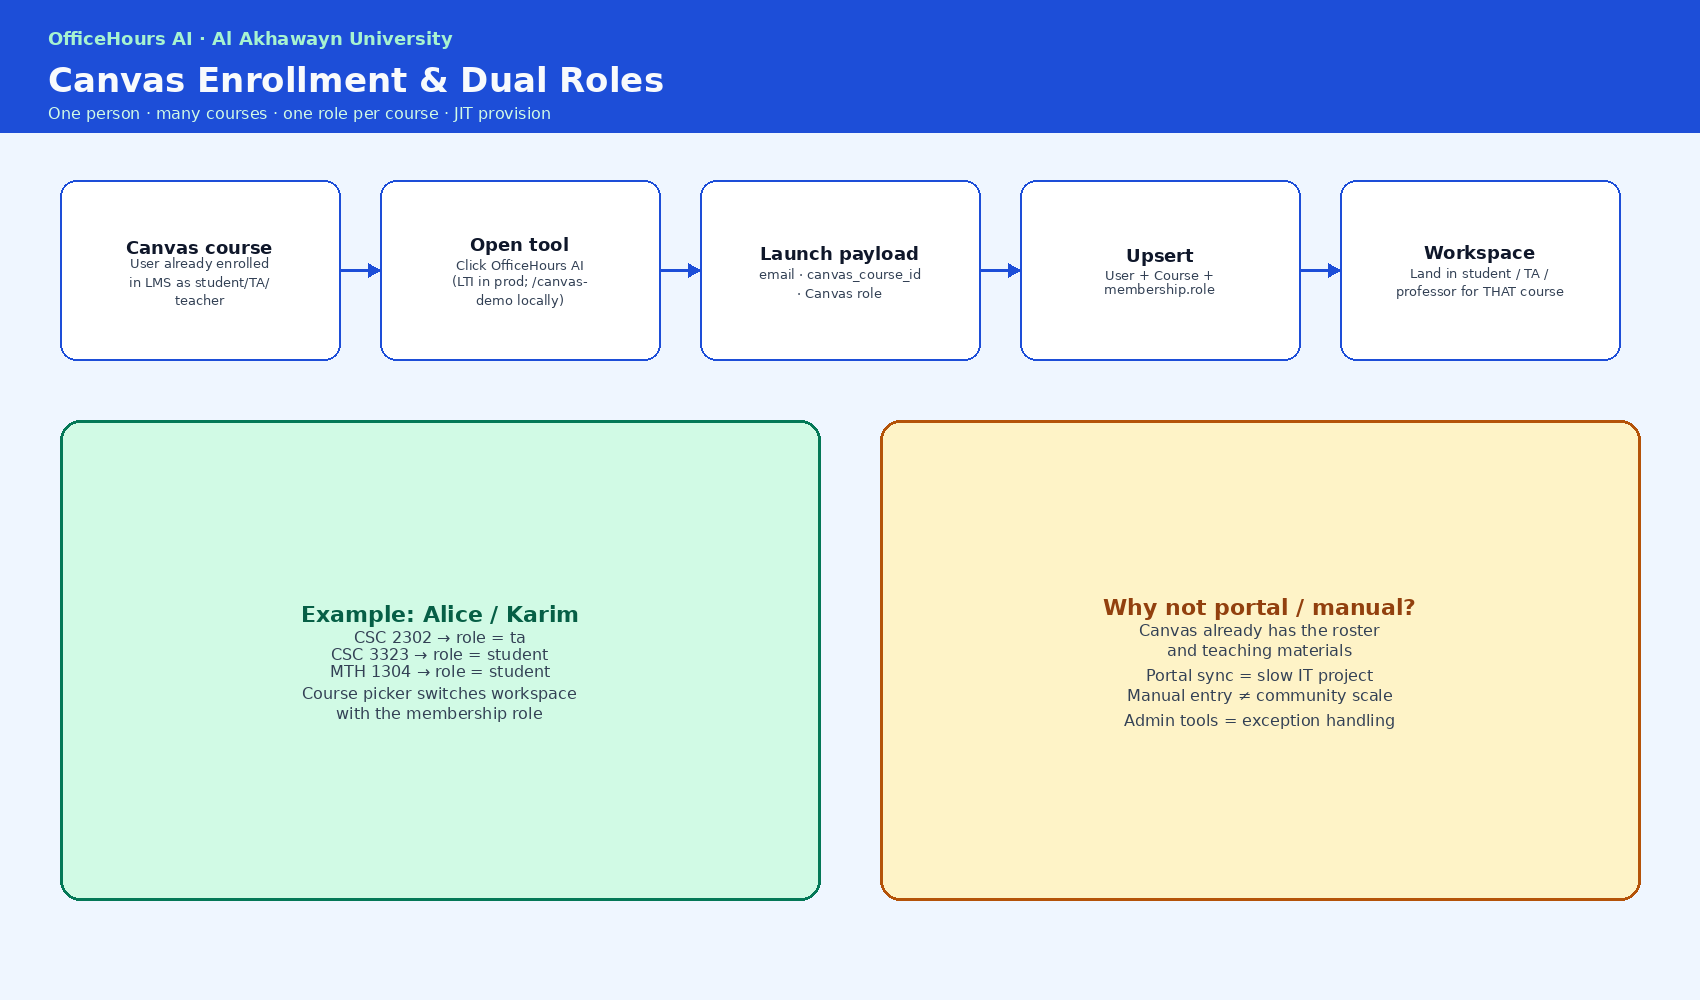 OfficeHours AI · Al Akhawayn University
Canvas Enrollment & Dual Roles
One person · many courses · one role per course · JIT provision
Canvas course
User already enrolled
in LMS as student/TA/
teacher
Open tool
Click OfficeHours AI
(LTI in prod; /canvas-
demo locally)
Launch payload
email · canvas_course_id
· Canvas role
Upsert
User + Course +
membership.role
Workspace
Land in student / TA /
professor for THAT course
Example: Alice / Karim
CSC 2302 → role = ta
CSC 3323 → role = student
MTH 1304 → role = student
Course picker switches workspace
with the membership role
Why not portal / manual?
Canvas already has the roster
and teaching materials
Portal sync = slow IT project
Manual entry ≠ community scale
Admin tools = exception handling